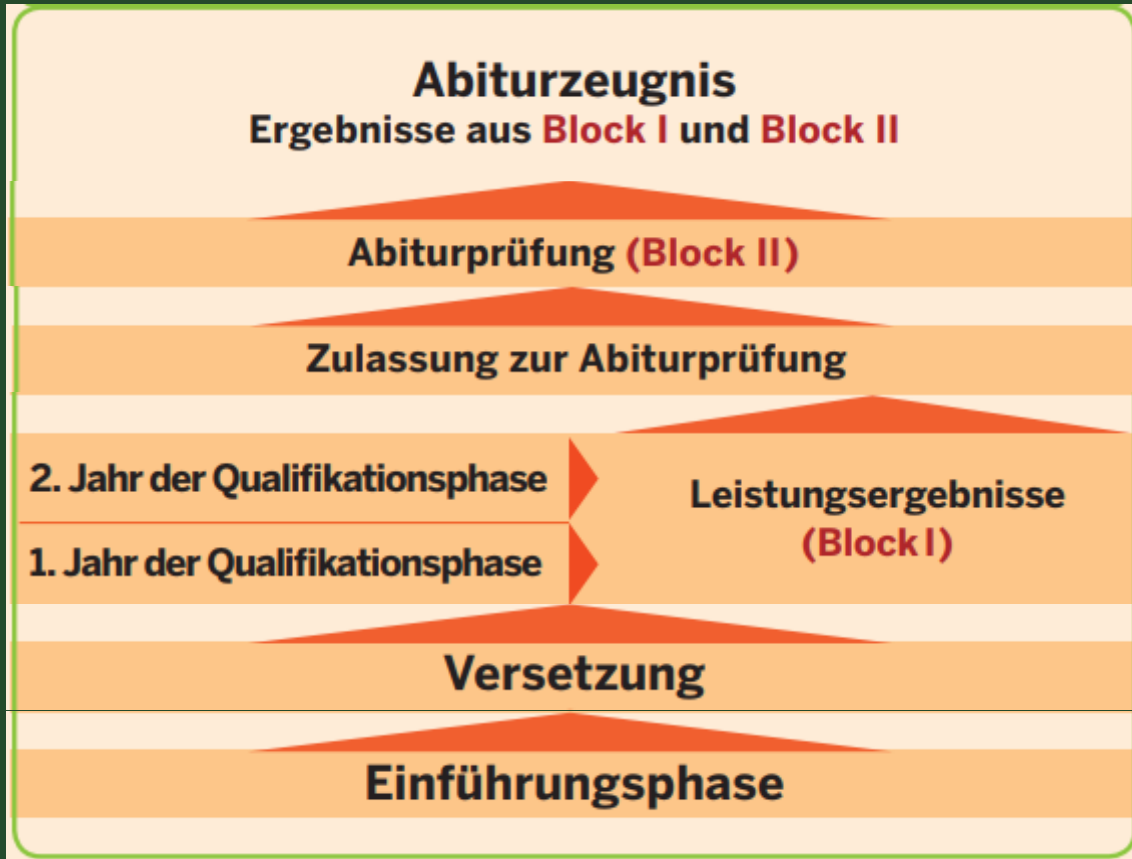 Abiturzeugnis
Ergebnisse aus Block I und Block II
Abiturprüfung (Block II)
Zulassung zur Abiturprüfung
2. Jahr der Qualifikationsphase
1. Jahr der Qualifikationsphase
Leistungsergebnisse
(Block I)
Versetzung
Einführungsphase